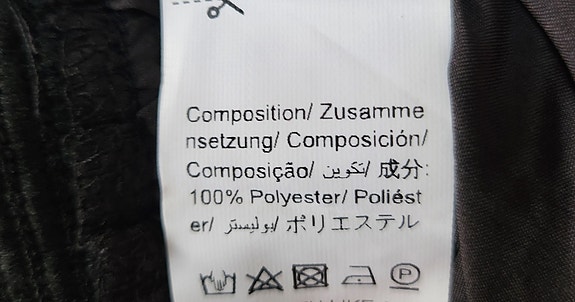 Composition/ Zusamme
nsetzung/ Composición/
Composição/ تكوين/ 成分:
100% Polyester/ Poliést
er/ بوليستر/ ポリエステル
P